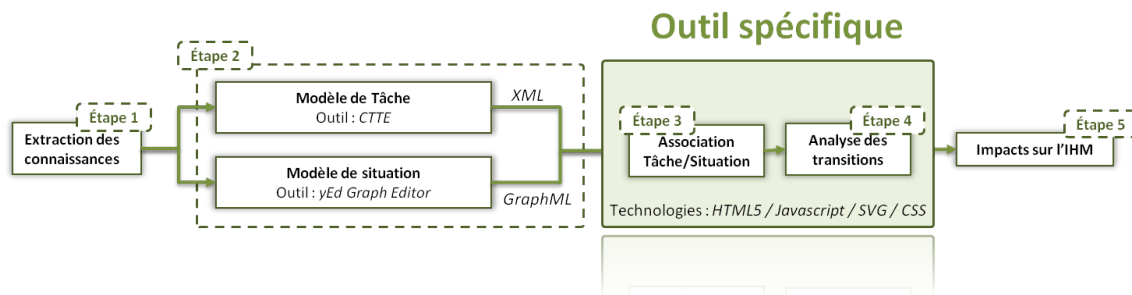 Outil spécifique
Étape 1
Extraction des
connaissances
Étape 2
Modèle de Tâche
Outil : CTTE
XML
Modèle de situation
Outil : yEd Graph Editor
GraphML
Étape 3
Association
Tâche/Situation
Étape 4
Analyse des
transitions
Technologies : HTML5 / Javascript / SVG / CSS
Étape 5
Impacts sur l'IHM